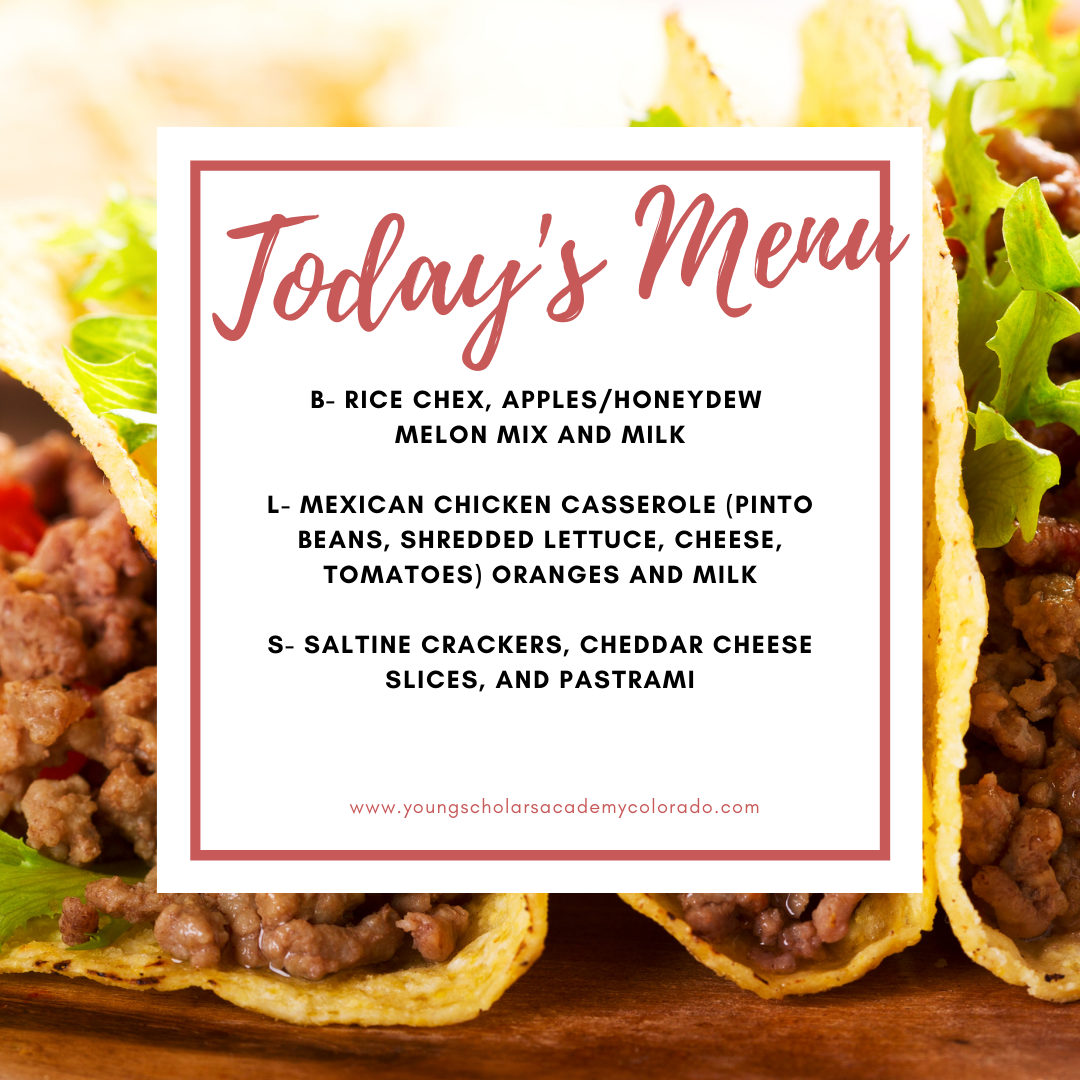 Today's Menu
B- RICE CHEX, APPLES/HONEYDEW
MELON MIX AND MILK
L- MEXICAN CHICKEN CASSEROLE (PINTO
BEANS, SHREDDED LETTUCE, CHEESE,
TOMATOES) ORANGES AND MILK
S- SALTINE CRACKERS, CHEDDAR CHEESE
SLICES, AND PASTRAMI
www.youngscholarsacademycolorado.com